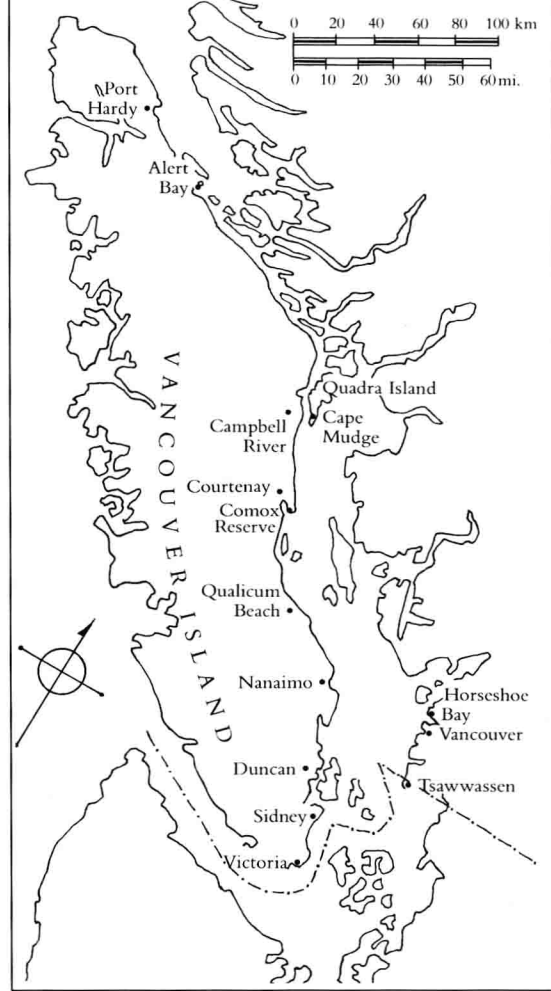 0 20 40 60 80 100 km
0 10 20 30 40 50 60 mi.
Port
Hardy
Alert
Bay
Quadra Island
Campbell
River
Cape
Mudge
VANCOUVER ISLAND
Courtenay
Comox
Reserve
Qualicum
Beach
Nanaimo
Horseshoe
Bay
Vancouver
Duncan
Tsawwassen
Sidney
Victoria